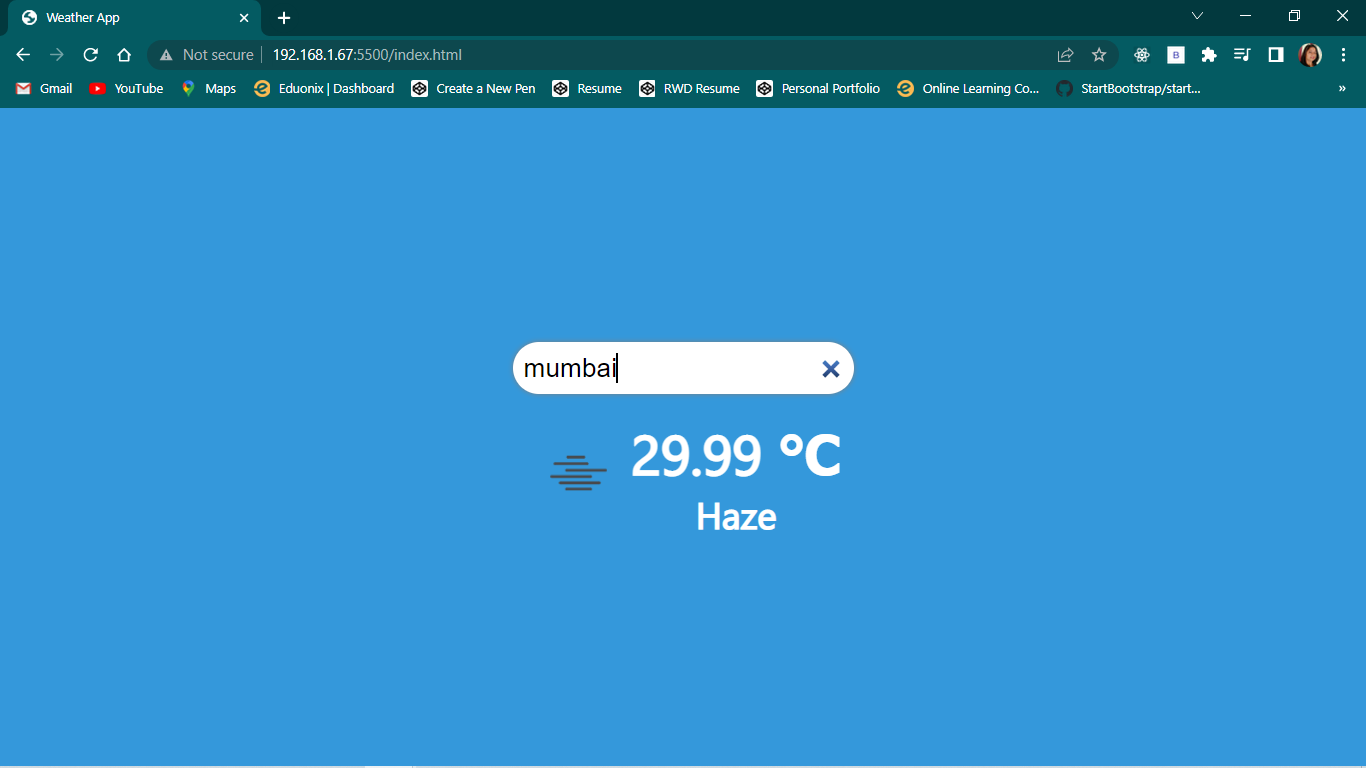 Weather App
Not secure 192.168.1.67:5500/index.html
B
Gmail YouTube Maps Eduonix | Dashboard Create a New Pen Resume RWD Resume Personal Portfolio Online Learning Co... StartBootstrap/start... »
mumbai
29.99 °C
Haze